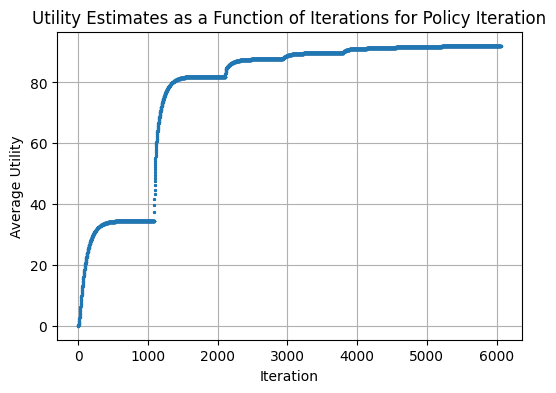 Utility Estimates as a Function of Iterations for Policy Iteration
80
60
40
20
0
Average Utility
0 1000 2000 3000 4000 5000 6000
Iteration